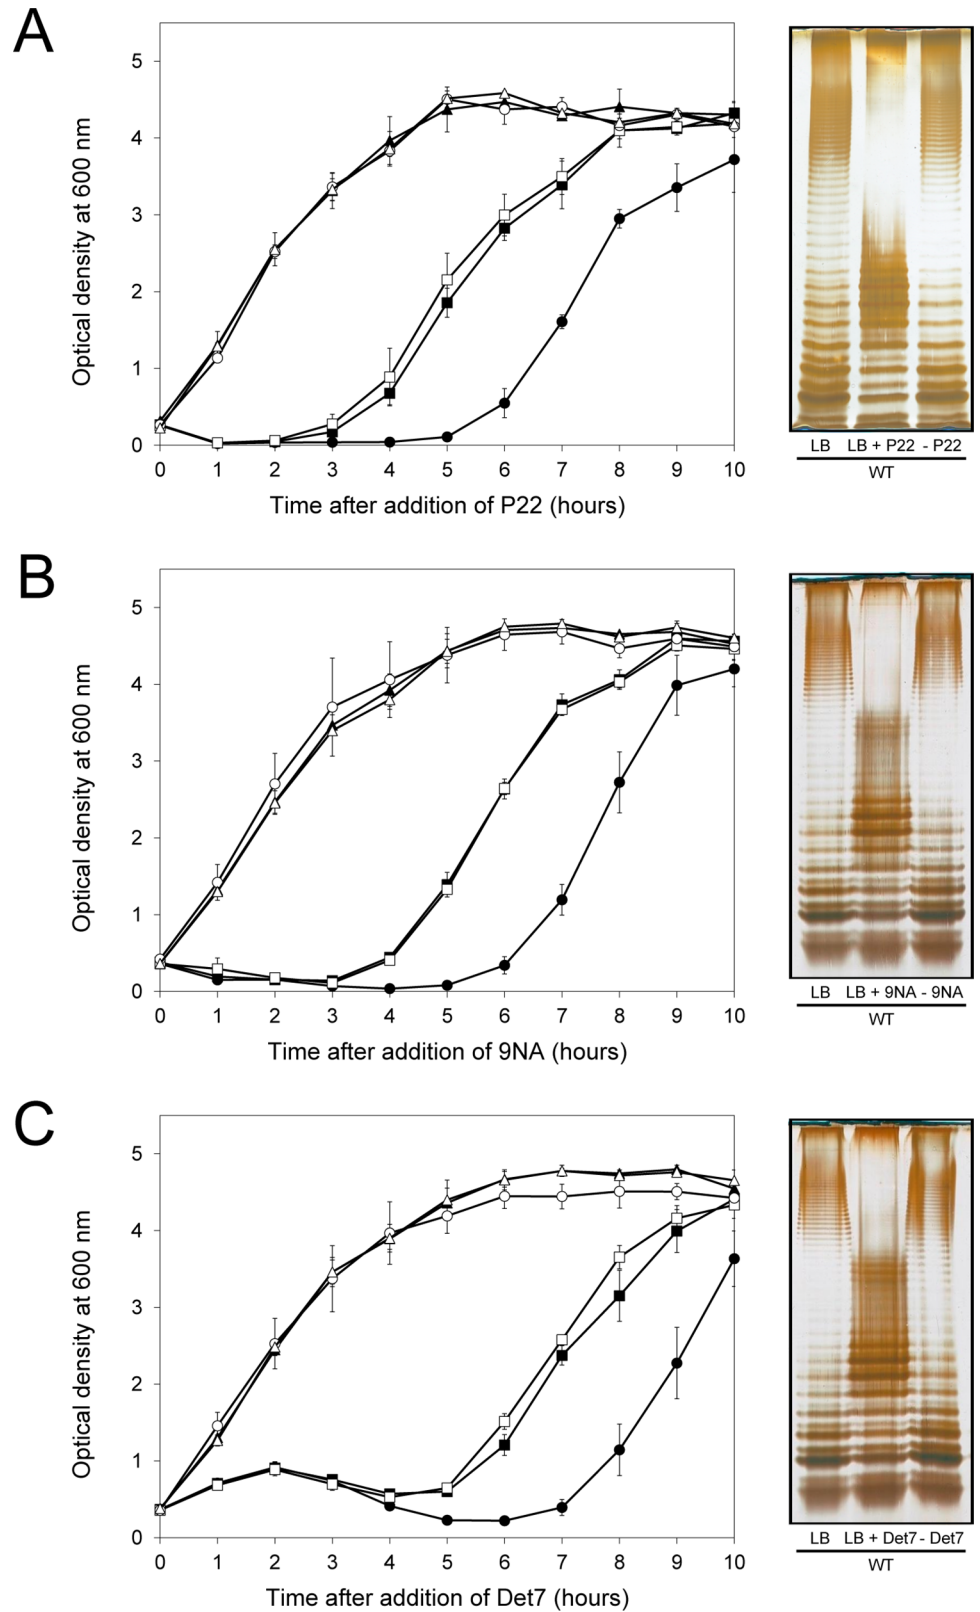 A
5
4
3
2
1
0
Optical density at 600 nm
0 1 2 3 4 5 6 7 8 9 10
Time after addition of P22 (hours)
LB LB + P22 - P22
WT
B
5
4
3
2
1
0
Optical density at 600 nm
0 1 2 3 4 5 6 7 8 9 10
Time after addition of 9NA (hours)
LB LB + 9NA - 9NA
WT
C
5
4
3
2
1
0
Optical density at 600 nm
0 1 2 3 4 5 6 7 8 9 10
Time after addition of Det7 (hours)
LB LB + Det7 - Det7
WT